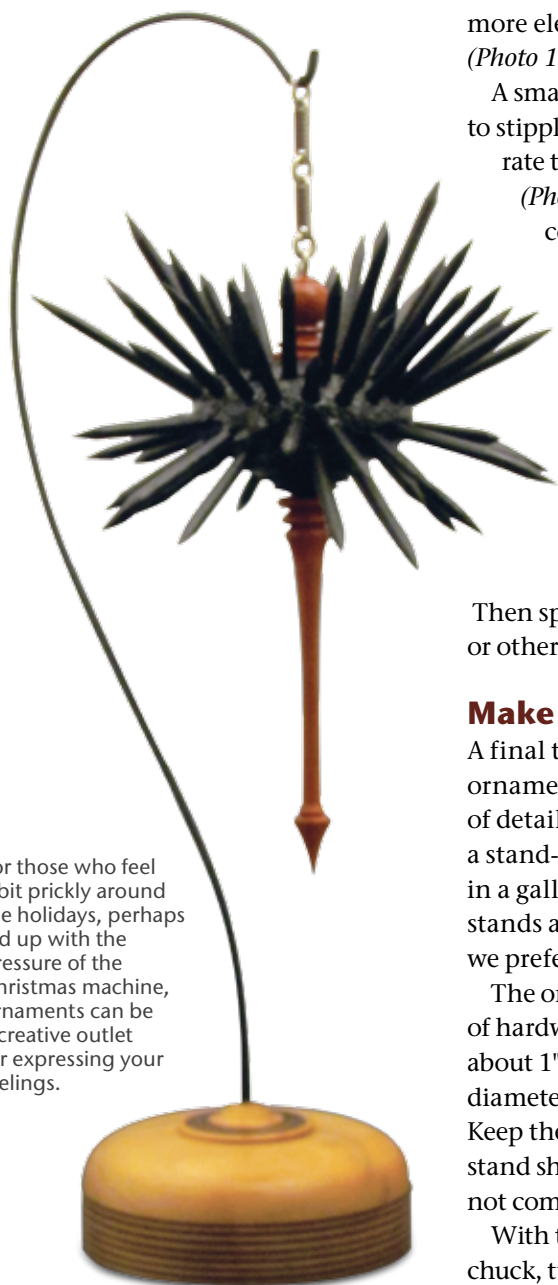 or those who feel
bit prickly around
e holidays, perhaps
d up with the
ressure of the
hristmas machine,
rnaments can be
creative outlet
r expressing your
elings.
more ele
(Photo 1
A sma
to stippl
rate t
(Pho
co
Then sp
or other
Make
A final t
orname
of detail
a stand-
in a gall
stands a
we prefe
The or
of hardw
about 1"
diamete
Keep the
stand sh
not com
With t
chuck, t